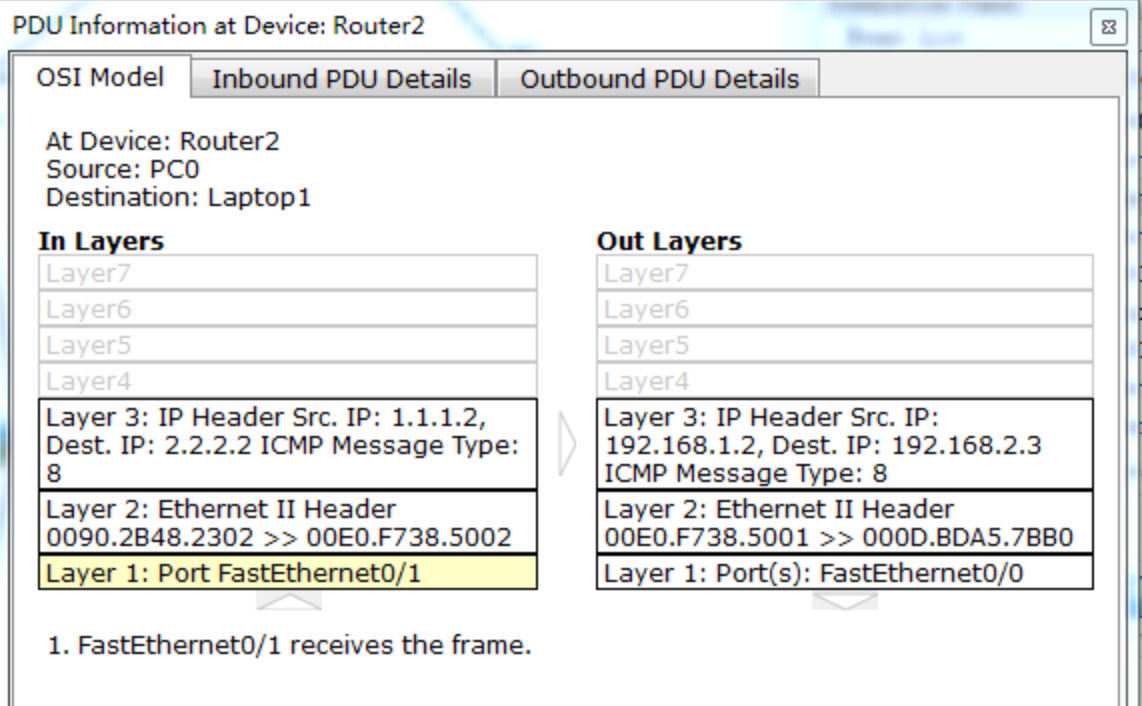 PDU Information at Device: Router2
OSI Model
Inbound PDU Details
Outbound PDU Details
At Device: Router2
Source: PC0
Destination: Laptop1
In Layers
Layer7
Layer6
Layer5
Layer4
Layer 3: IP Header Src. IP: 1.1.1.2,
Dest. IP: 2.2.2.2 ICMP Message Type:
8
Layer 2: Ethernet II Header
0090.2B48.2302 >> 00E0.F738.5002
Layer 1: Port FastEthernet0/1
Out Layers
Layer7
Layer6
Layer5
Layer4
Layer 3: IP Header Src. IP:
192.168.1.2, Dest. IP: 192.168.2.3
ICMP Message Type: 8
Layer 2: Ethernet II Header
00E0.F738.5001 >> 000D.BDA5.7BB0
Layer 1: Port(s): FastEthernet0/0
1. FastEthernet0/1 receives the frame.